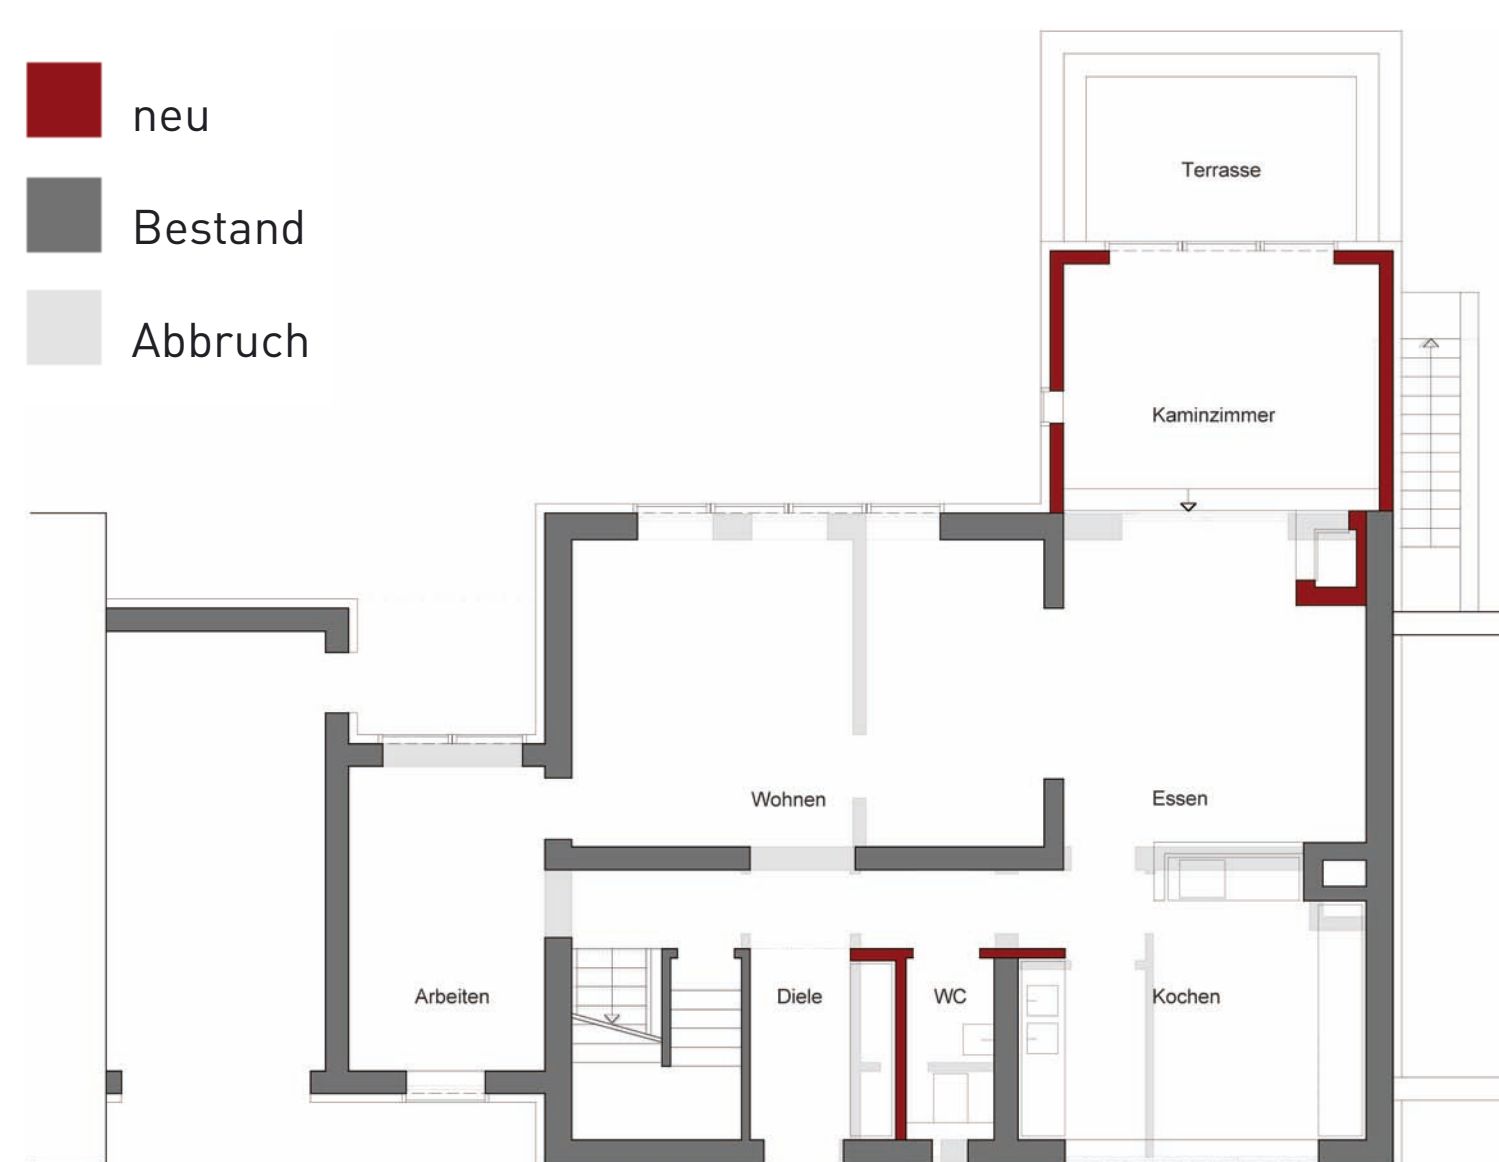 neu
Bestand
Abbruch
Terrasse
Kaminzimmer
Wohnen
Essen
Arbeiten
Diele
WC
Kochen